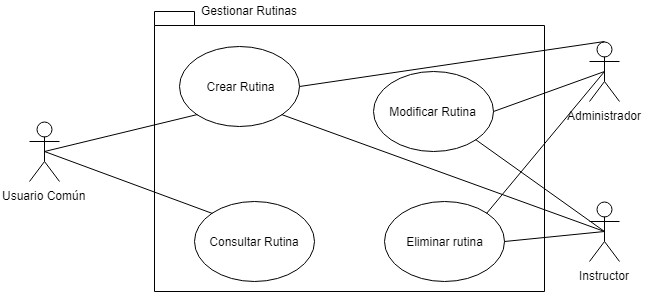 Gestionar Rutinas
Crear Rutina
Modificar Rutina
Administrador
Usuario Común
Consultar Rutina
Eliminar rutina
Instructor